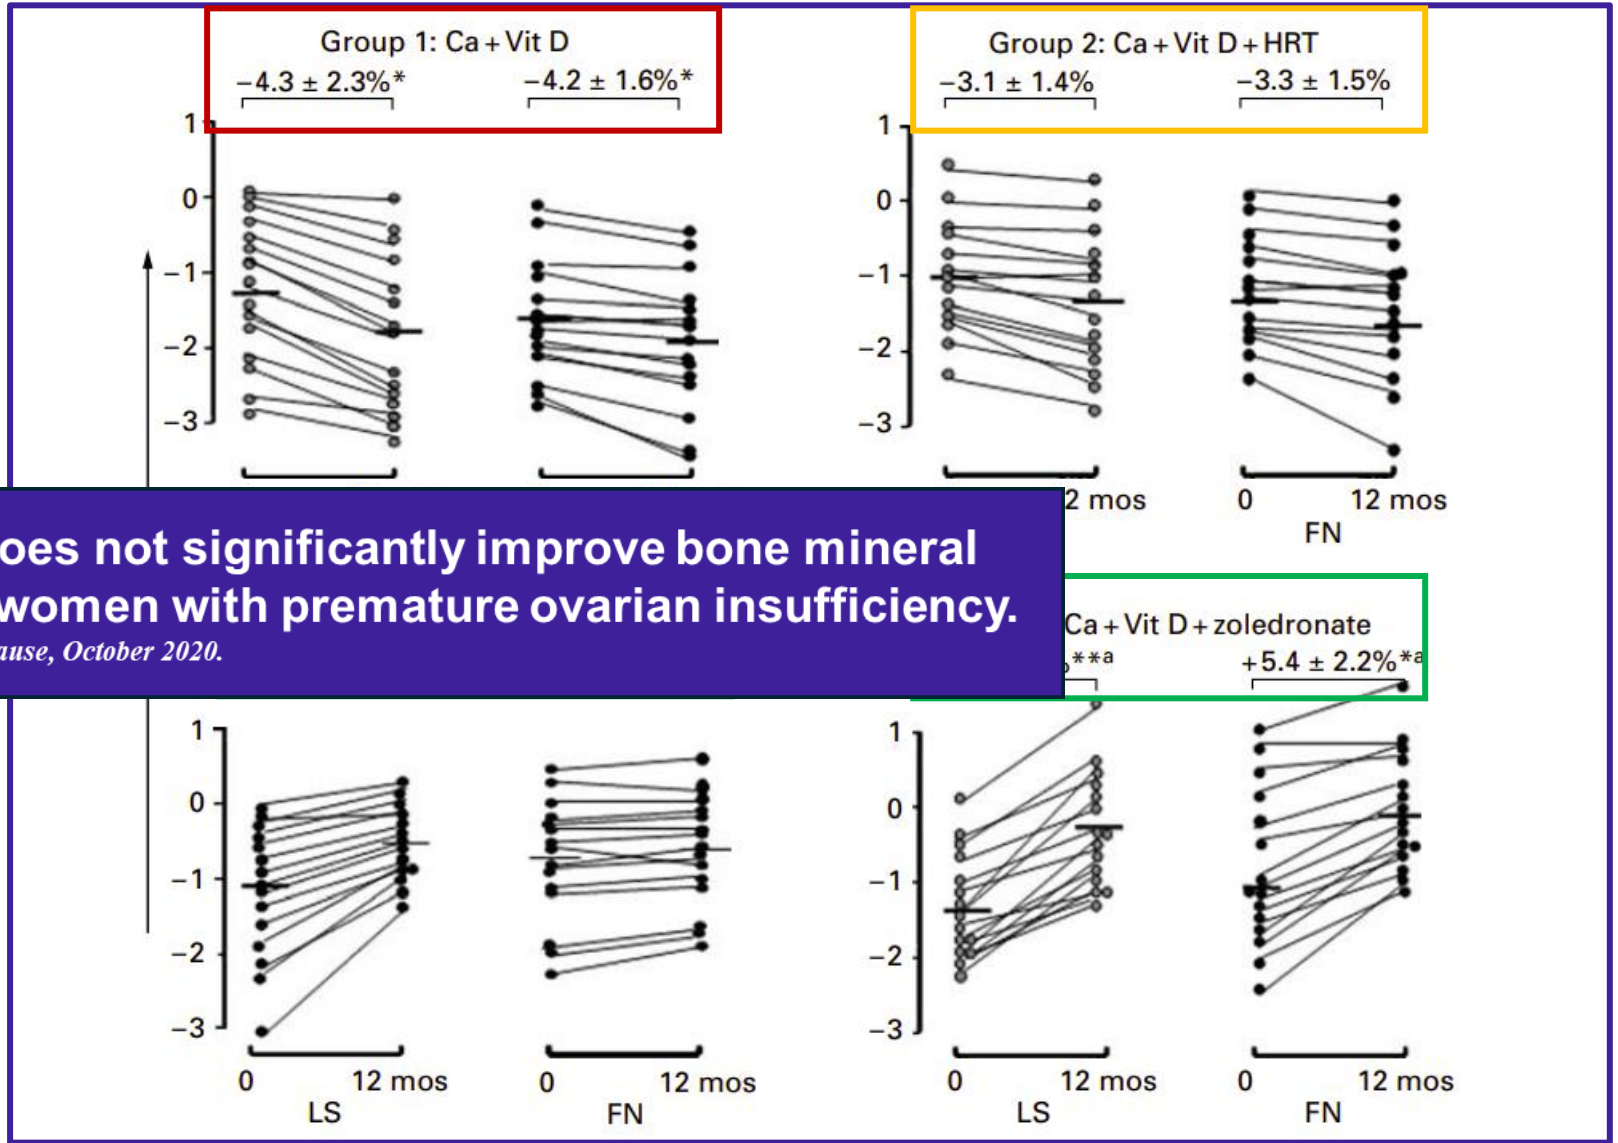 Group 1: Ca + Vit D
−4.3 ± 2.3%*
−4.2 ± 1.6%*
1
0
−1
−2
−3
Group 2: Ca + Vit D + HRT
−3.1 ± 1.4%
−3.3 ± 1.5%
1
0
−1
−2
−3
2 mos
0
12 mos
FN
oes not significantly improve bone mineral
women with premature ovarian insufficiency.
ause, October 2020.
Ca + Vit D + zoledronate
**a
+5.4 ± 2.2%*a
1
0
−1
−2
−3
0
12 mos
LS
0
12 mos
FN
1
0
−1
−2
−3
0
12 mos
LS
0
12 mos
FN